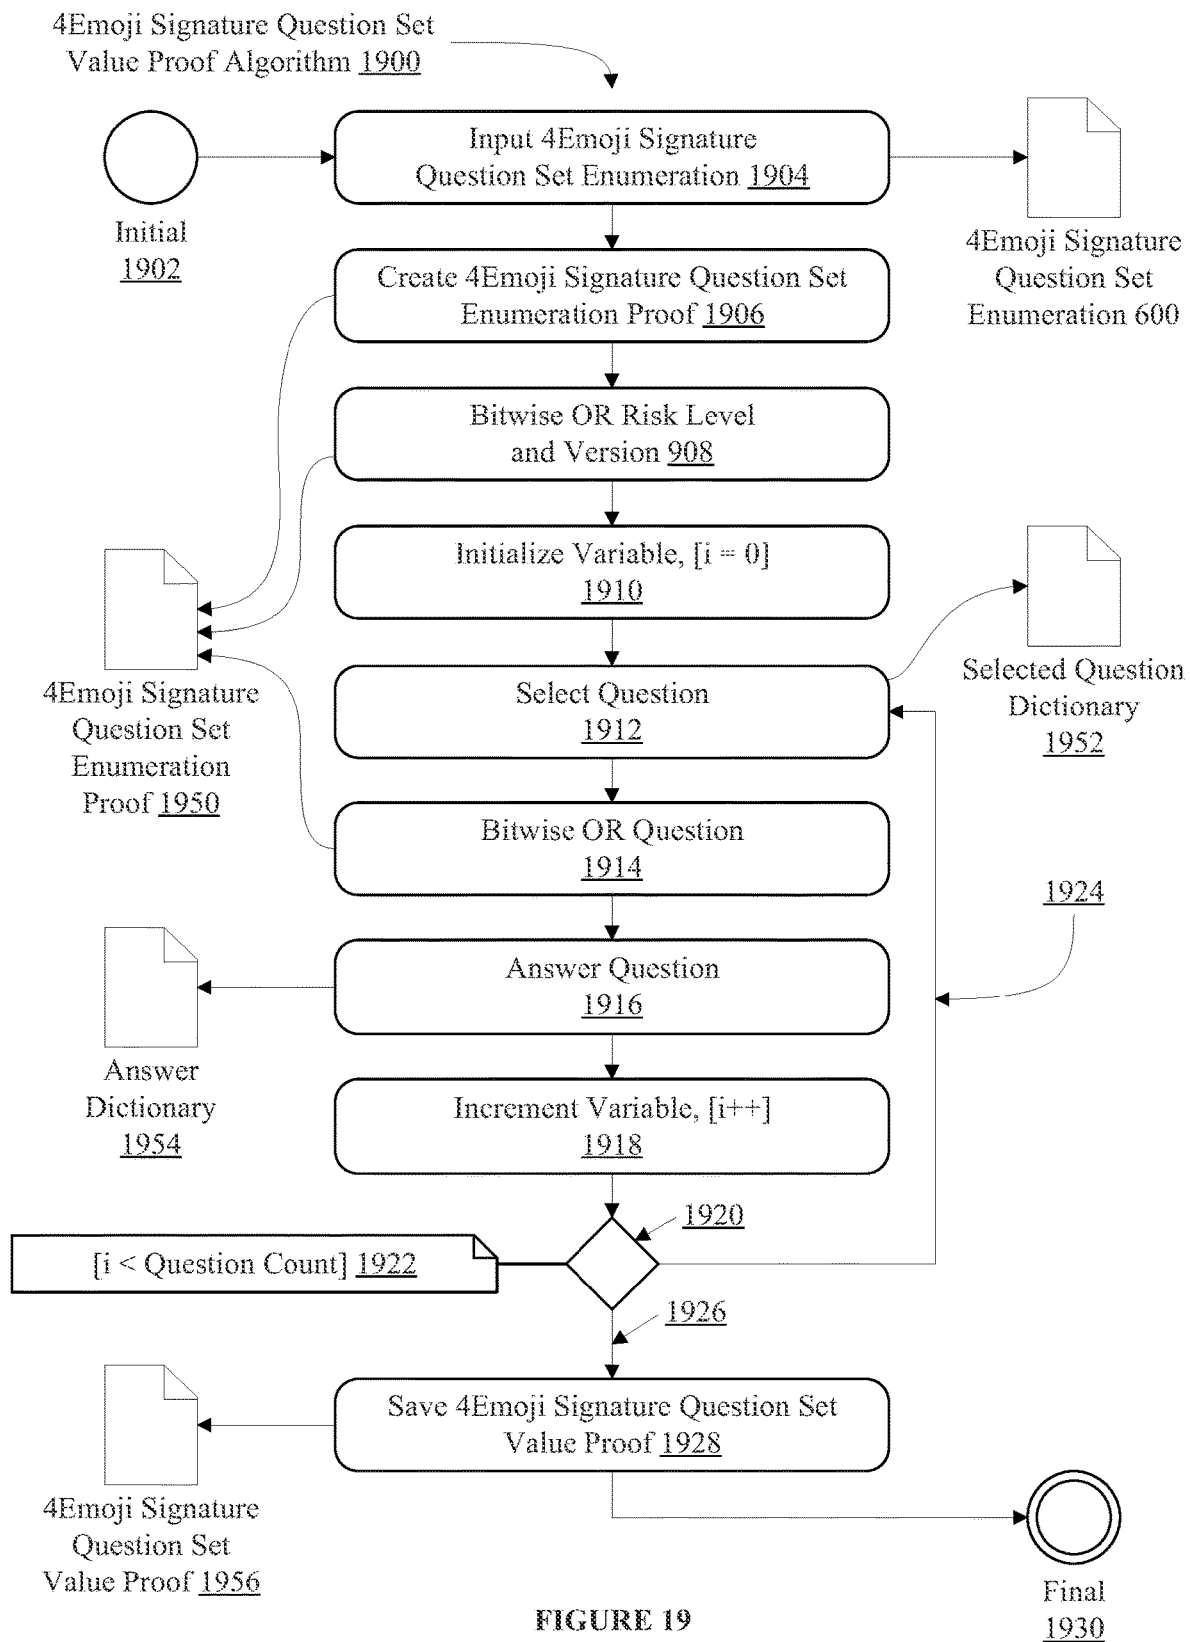 4Emoji Signature Question Set
Value Proof Algorithm 1900
Initial
1902
Input 4Emoji Signature
Question Set Enumeration 1904
4Emoji Signature
Question Set
Enumeration 600
Create 4Emoji Signature Question Set
Enumeration Proof 1906
Bitwise OR Risk Level
and Version 908
Initialize Variable, [i = 0]
1910
4Emoji Signature
Question Set
Enumeration
Proof 1950
Select Question
1912
Selected Question
Dictionary
1952
Bitwise OR Question
1914
1924
Answer Question
1916
Answer
Dictionary
1954
Increment Variable, [i++]
1918
1920
[i < Question Count] 1922
1926
Save 4Emoji Signature Question Set
Value Proof 1928
4Emoji Signature
Question Set
Value Proof 1956
Final
1930
FIGURE 19